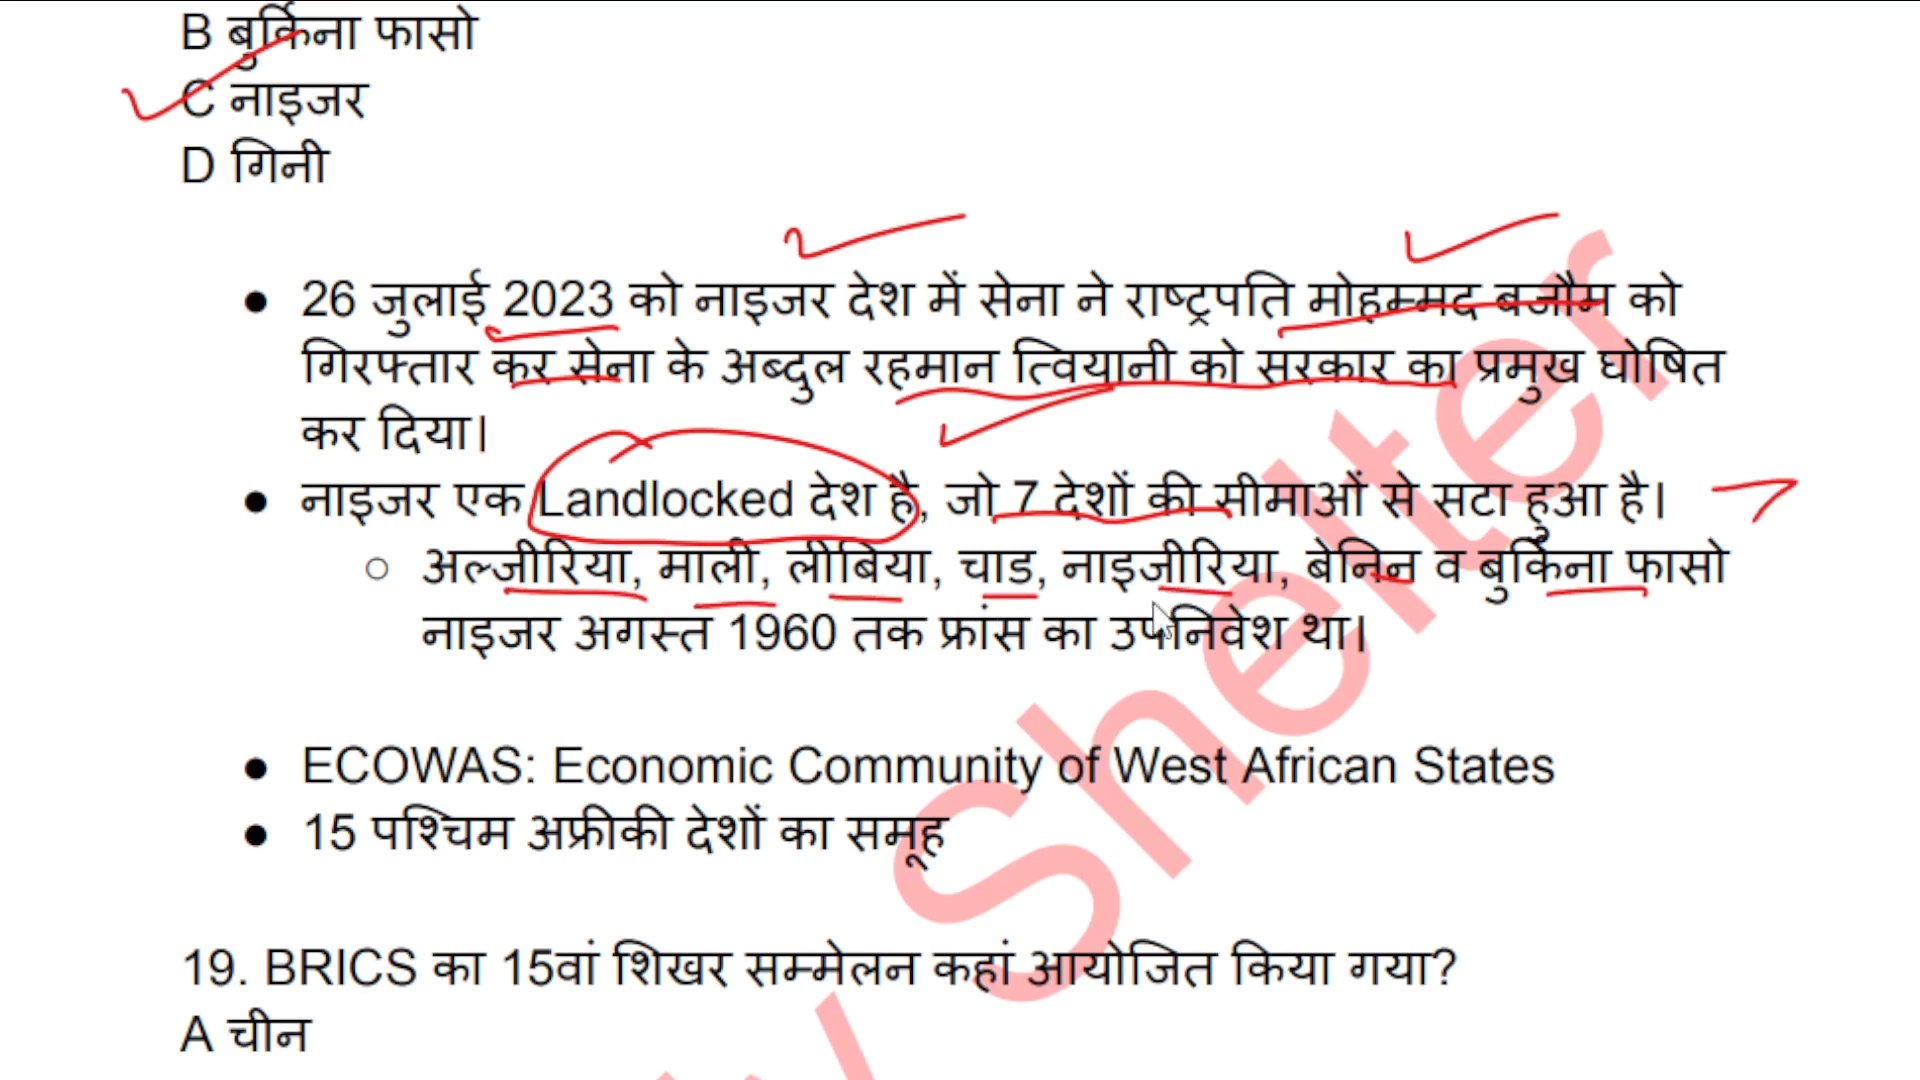 B बुर्किना फासो
C नाइजर
D गिनी
● 26 जुलाई 2023 को नाइजर देश में सेना ने राष्ट्रपति मोहम्मद बजौम को
गिरफ्तार कर सेना के अब्दुल रहमान त्वियानी को सरकार का प्रमुख घोषित
कर दिया।
● नाइजर एक Landlocked देश है, जो 7 देशों की सीमाओं से सटा हुआ है।
○ अल्जीरिया, माली, लीबिया, चाड, नाइजीरिया, बेनिन व बुर्किना फासो
नाइजर अगस्त 1960 तक फ्रांस का उपनिवेश था।
● ECOWAS: Economic Community of West African States
● 15 पश्चिम अफ्रीकी देशों का समूह
19. BRICS का 15वां शिखर सम्मेलन कहां आयोजित किया गया?
A चीन
Shelter